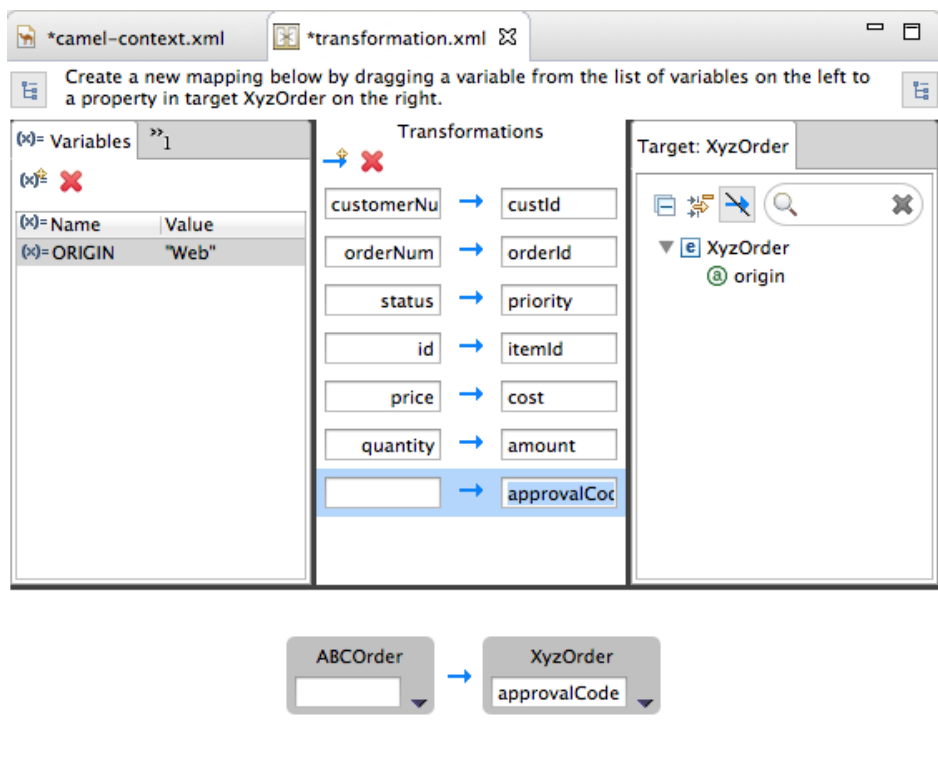 *camel-context.xml
*transformation.xml
Create a new mapping below by dragging a variable from the list of variables on the left to
a property in target XyzOrder on the right.
(x)= Variables
»1
Transformations
Target: XyzOrder
(x)=
(x)= Name Value
(x)= ORIGIN "Web"
customerNu custId
orderNum orderId
status priority
id itemId
price cost
quantity amount
approvalCod
e XyzOrder
a origin
ABCOrder
XyzOrder
approvalCode